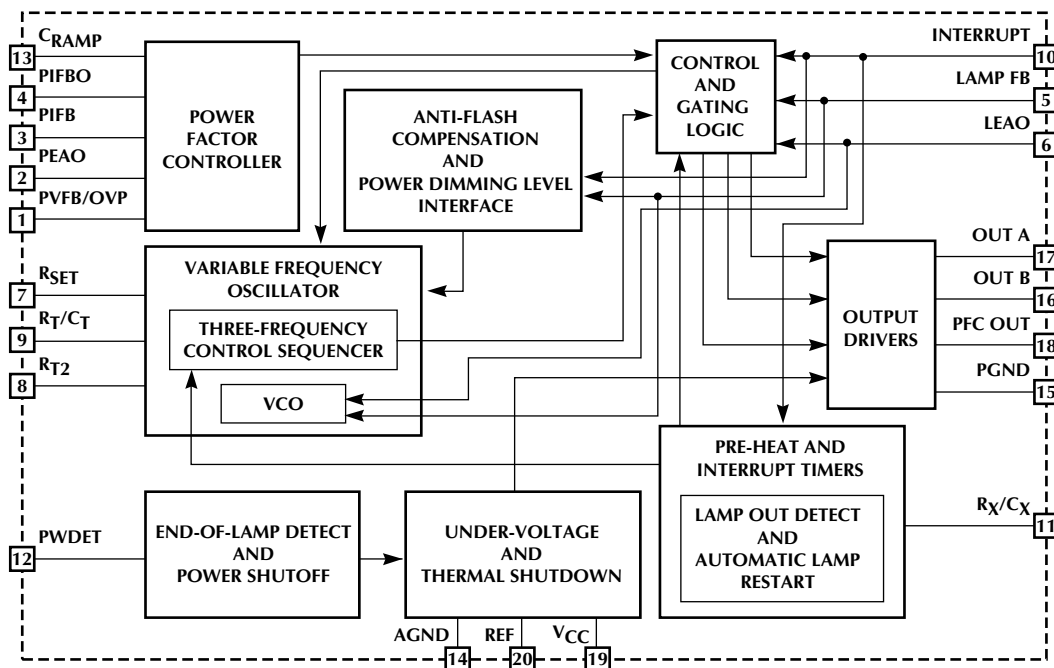 CRAMP
13
PIFBO
4
PIFB
3
PEAO
2
PVFB/OVP
1
POWER
FACTOR
CONTROLLER
ANTI-FLASH
COMPENSATION
AND
POWER DIMMING LEVEL
INTERFACE
CONTROL
AND
GATING
LOGIC
INTERRUPT
10
LAMP FB
5
LEAO
6
RSET
7
RT/CT
9
RT2
8
VARIABLE FREQUENCY
OSCILLATOR
THREE-FREQUENCY
CONTROL SEQUENCER
VCO
OUTPUT
DRIVERS
OUT A
17
OUT B
16
PFC OUT
18
PGND
15
PWDET
12
END-OF-LAMP DETECT
AND
POWER SHUTOFF
UNDER-VOLTAGE
AND
THERMAL SHUTDOWN
PRE-HEAT AND
INTERRUPT TIMERS
LAMP OUT DETECT
AND
AUTOMATIC LAMP
RESTART
RX/CX
11
AGND
14
REF
20
VCC
19